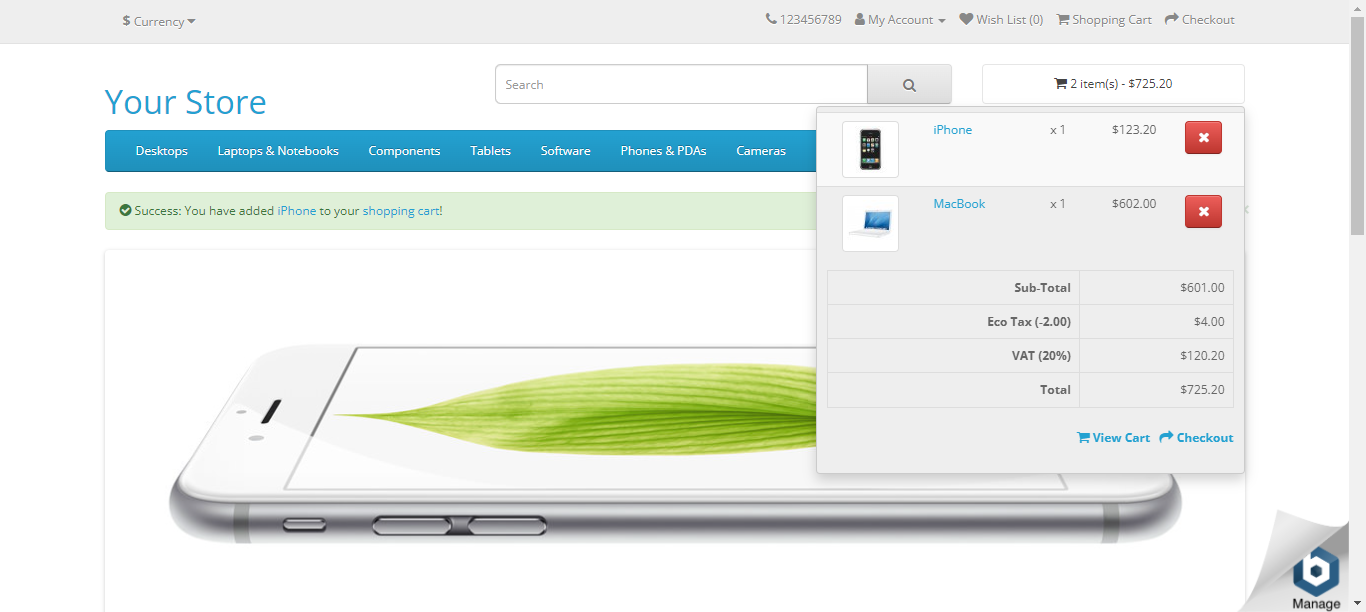 $ Currency
123456789 My Account Wish List (0) Shopping Cart Checkout
Your Store
Search
2 item(s) - $725.20
Desktops Laptops & Notebooks Components Tablets Software Phones & PDAs Cameras
Success: You have added iPhone to your shopping cart!
iPhone x 1 $123.20
MacBook x 1 $602.00
Sub-Total $601.00
Eco Tax (-2.00) $4.00
VAT (20%) $120.20
Total $725.20
View Cart Checkout
b
Manage